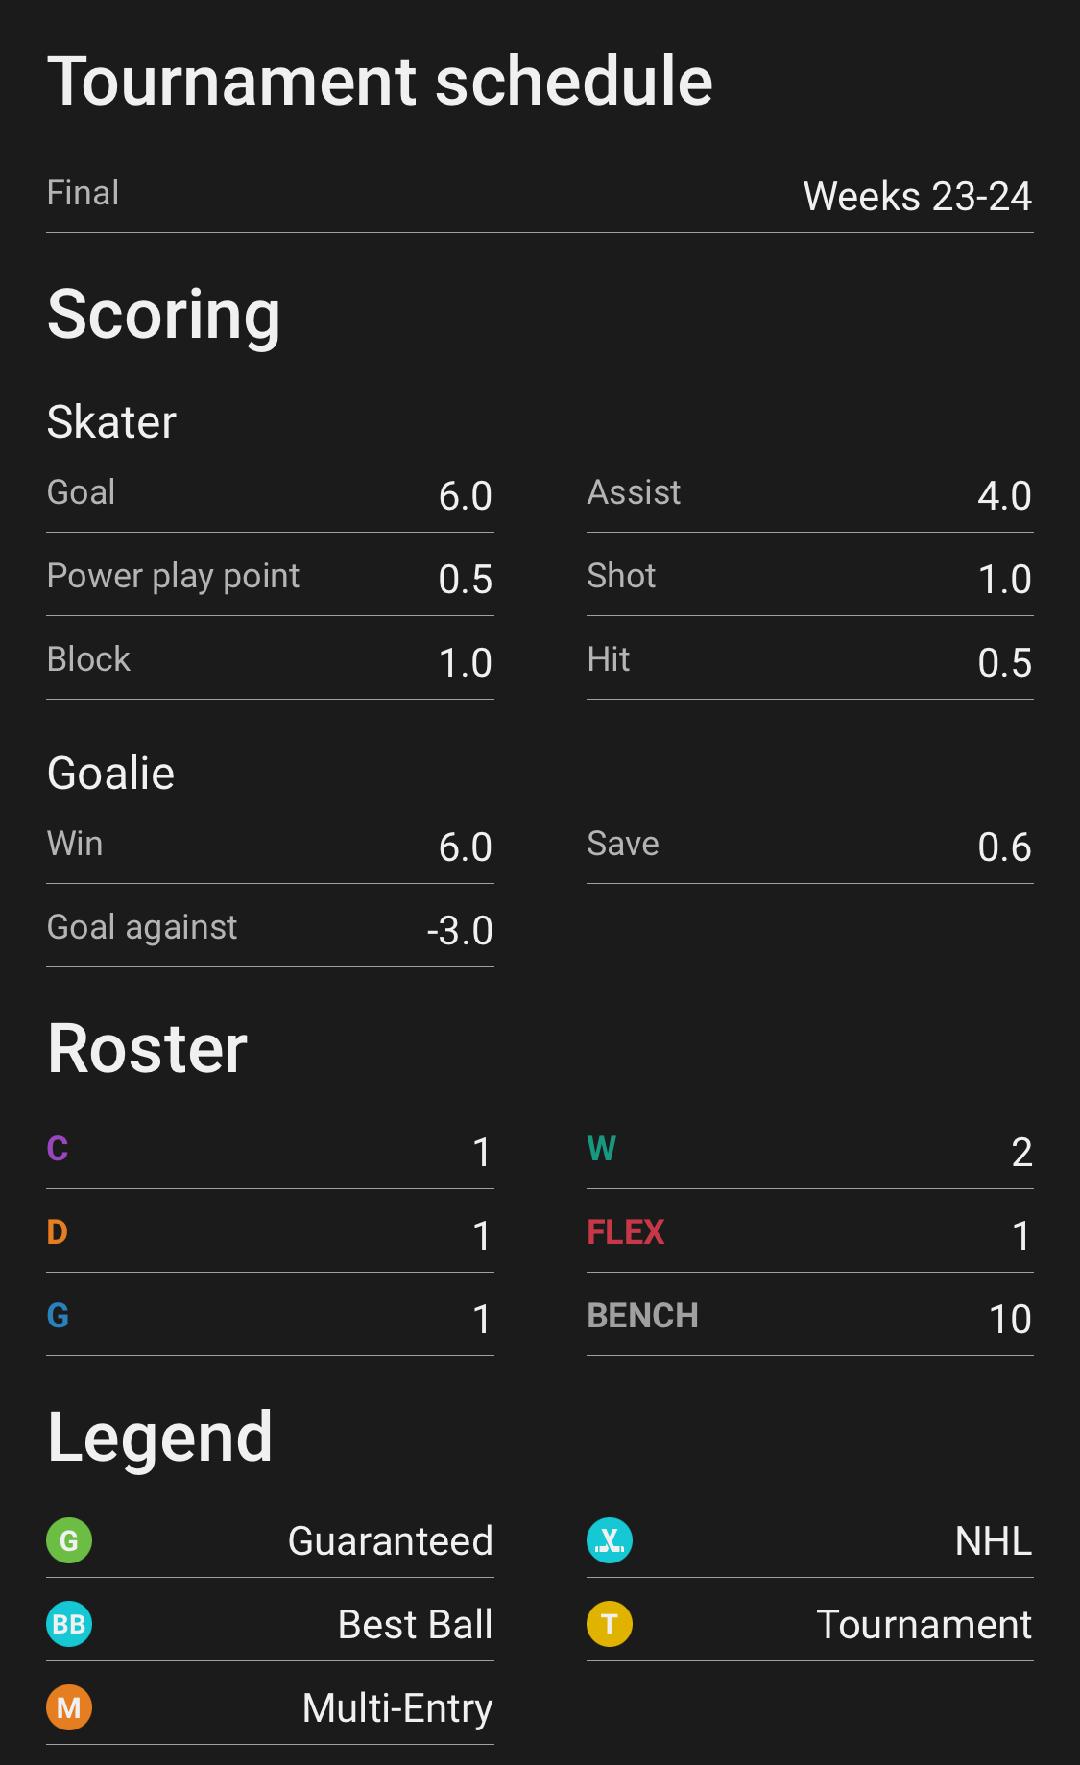 Tournament schedule
Final Weeks 23-24
Scoring
Skater
Goal 6.0 Assist 4.0
Power play point 0.5 Shot 1.0
Block 1.0 Hit 0.5
Goalie
Win 6.0 Save 0.6
Goal against -3.0
Roster
C 1 W 2
D 1 FLEX 1
G 1 BENCH 10
Legend
G Guaranteed NHL
BB Best Ball T Tournament
M Multi-Entry